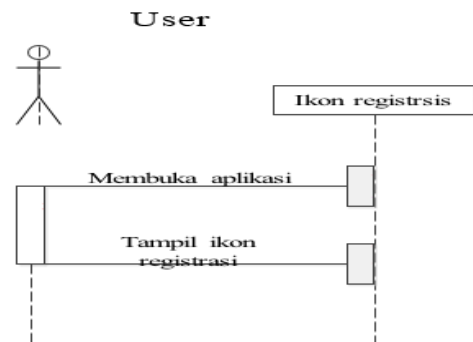 User
Ikon registrsis
Membuka aplikasi
Tampil ikon
registrasi